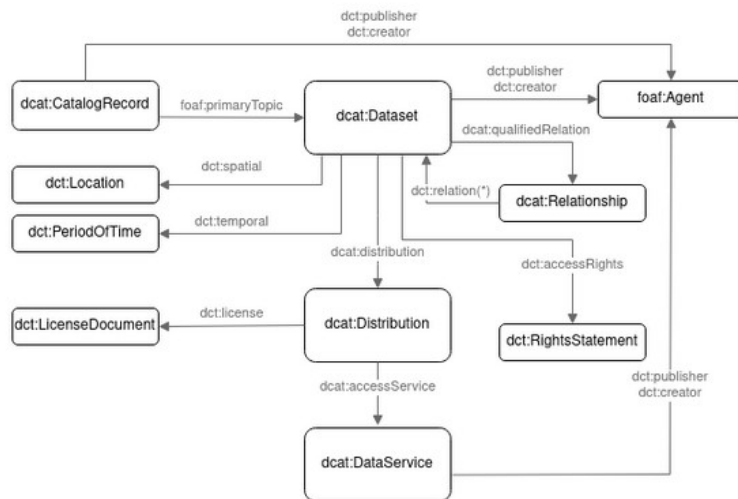 dct:publisher
dct:creator
dcat:CatalogRecord
foaf:primaryTopic
dcat:Dataset
dct:publisher
dct:creator
foaf:Agent
dcat:qualifiedRelation
dct:spatial
dct:Location
dct:relation(*)
dcat:Relationship
dct:temporal
dct:PeriodOfTime
dcat:distribution
dct:accessRights
dct:license
dct:LicenseDocument
dcat:Distribution
dct:RightsStatement
dct:publisher
dct:creator
dcat:accessService
dcat:DataService